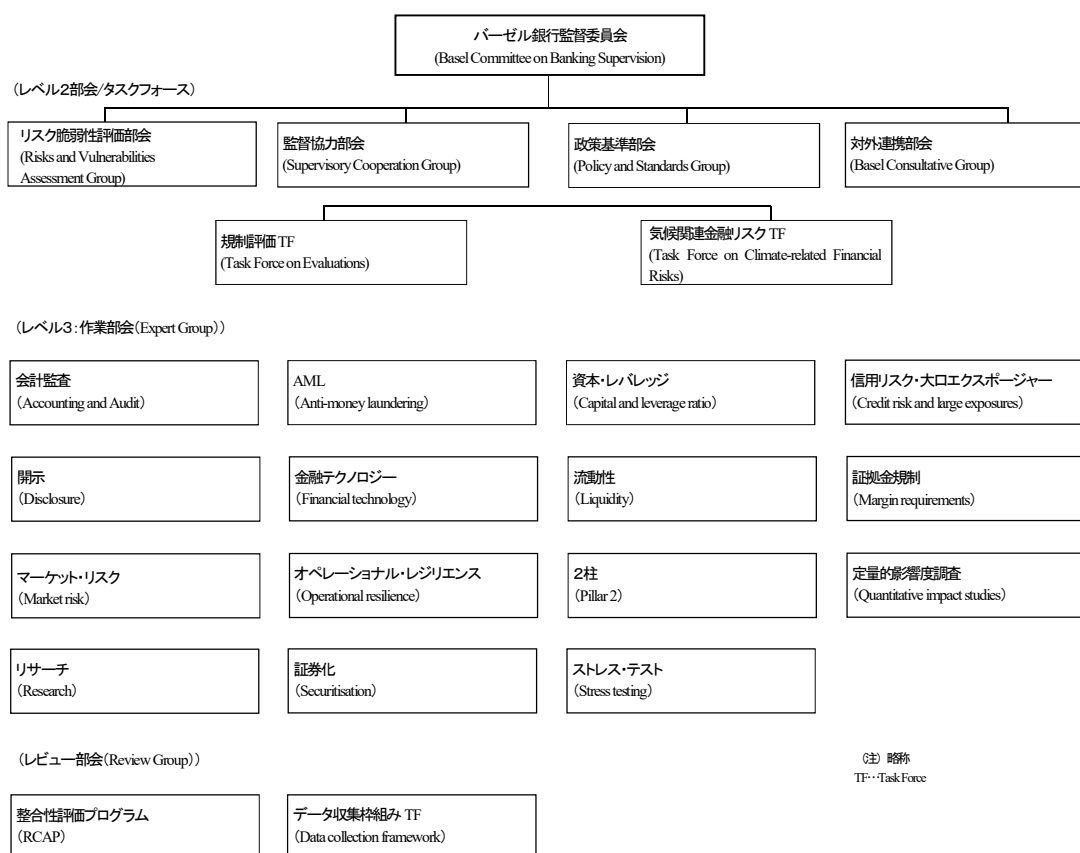 バーゼル銀行監督委員会
(Basel Committee on Banking Supervision)
(レベル2部会/タスクフォース)
リスク脆弱性評価部会
(Risks and Vulnerabilities
Assessment Group)
監督協力部会
(Supervisory Cooperation Group)
政策基準部会
(Policy and Standards Group)
対外連携部会
(Basel Consultative Group)
規制評価 TF
(Task Force on Evaluations)
気候関連金融リスク TF
(Task Force on Climate-related Financial
Risks)
(レベル3:作業部会(Expert Group))
会計監査
(Accounting and Audit)
AML
(Anti-money laundering)
資本・レバレッジ
(Capital and leverage ratio)
信用リスク・大口エクスポージャー
(Credit risk and large exposures)
開示
(Disclosure)
金融テクノロジー
(Financial technology)
流動性
(Liquidity)
証拠金規制
(Margin requirements)
マーケット・リスク
(Market risk)
オペレーショナル・レジリエンス
(Operational resilience)
2柱
(Pillar 2)
定量的影響度調査
(Quantitative impact studies)
リサーチ
(Research)
証券化
(Securitisation)
ストレス・テスト
(Stress testing)
(レビュー部会(Review Group))
(注) 略称
TF…Task Force
整合性評価プログラム
(RCAP)
データ収集枠組み TF
(Data collection framework)